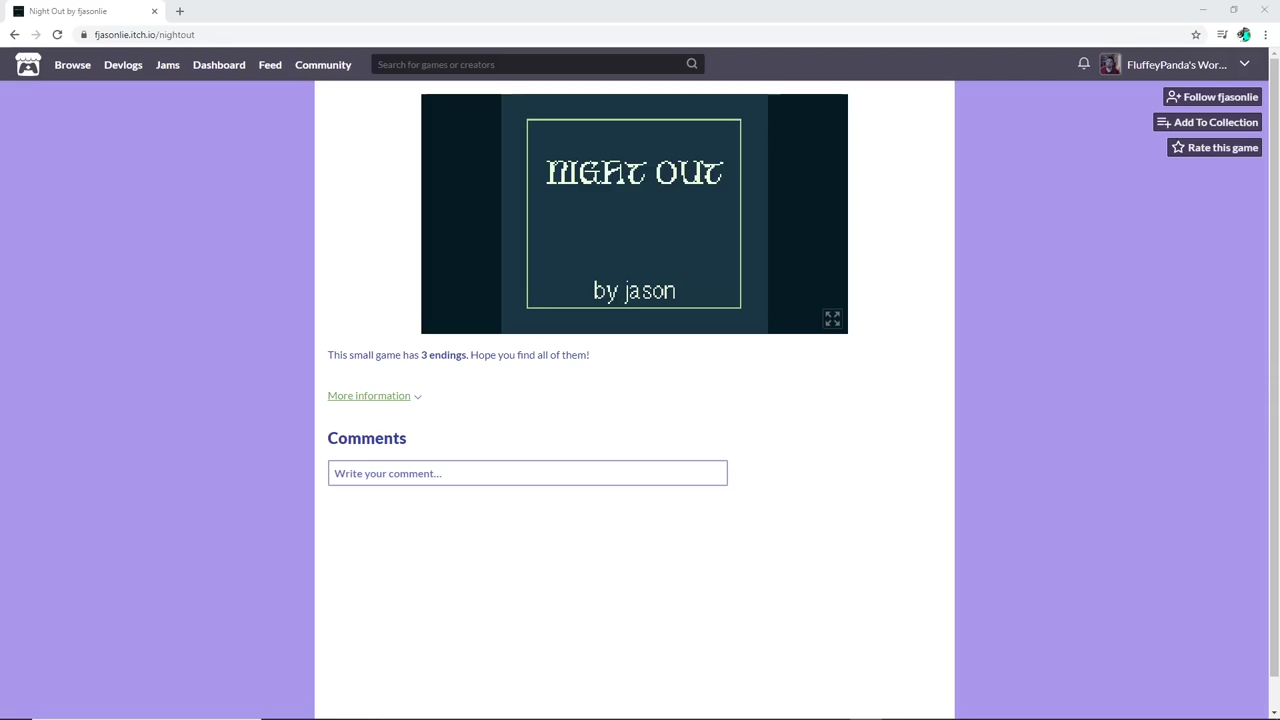 Night Out by fjasonlie
fjasonlie.itch.io/nightout
Browse Devlogs Jams Dashboard Feed Community Search for games or creators FluffeyPanda's Wor...
Follow fjasonlie
Add To Collection
Rate this game
NIGHT OUT
by jason
This small game has 3 endings. Hope you find all of them!
More information
Comments
Write your comment...